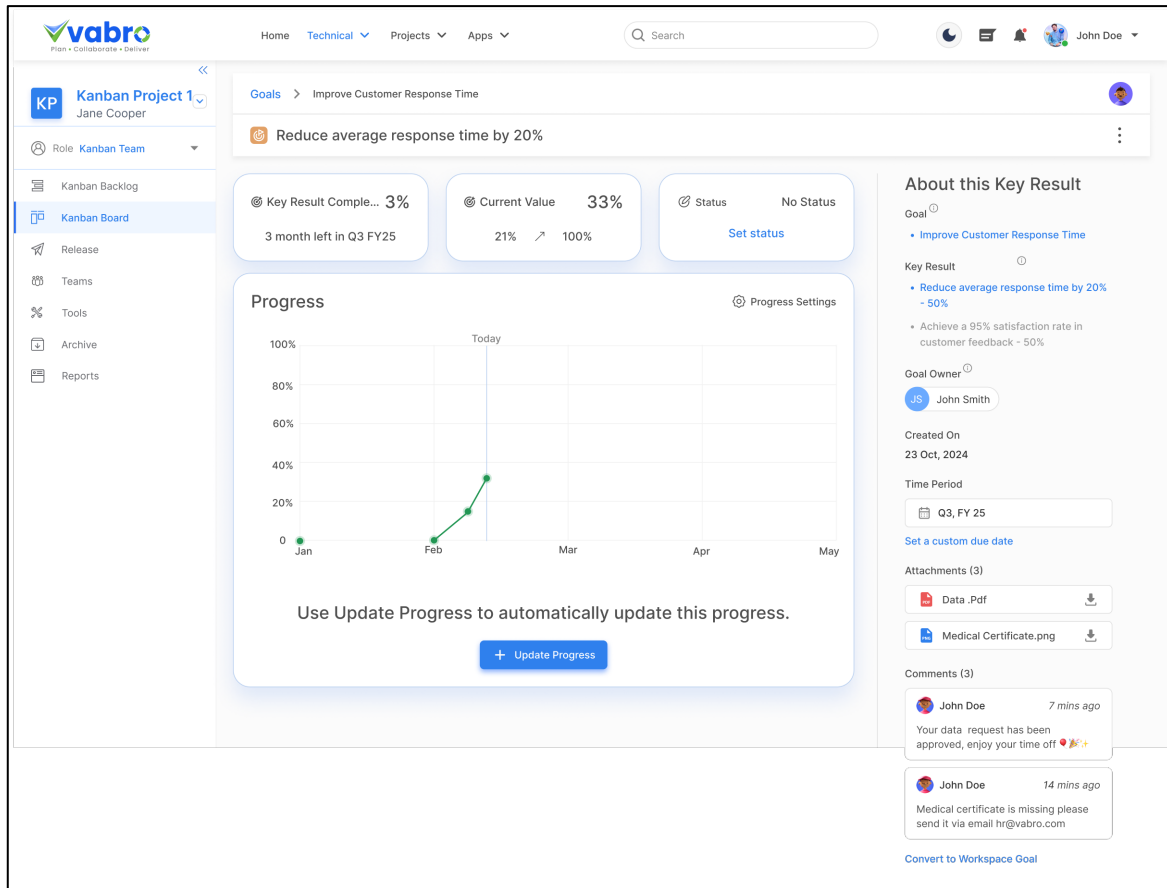 vabro
Plan • Collaborate • Deliver
Home Technical Projects Apps
Search
John Doe
KP
Kanban Project 1
Jane Cooper
Role Kanban Team
Kanban Backlog
Kanban Board
Release
Teams
Tools
Archive
Reports
Goals > Improve Customer Response Time
Reduce average response time by 20%
Key Result Comple... 3%
3 month left in Q3 FY25
Current Value 33%
21% ↗ 100%
Status No Status
Set status
Progress
Progress Settings
Today
100%
80%
60%
40%
20%
0
Jan Feb Mar Apr May
Use Update Progress to automatically update this progress.
+ Update Progress
About this Key Result
Goal
• Improve Customer Response Time
Key Result
• Reduce average response time by 20%
- 50%
• Achieve a 95% satisfaction rate in
customer feedback - 50%
Goal Owner
JS John Smith
Created On
23 Oct, 2024
Time Period
Q3, FY 25
Set a custom due date
Attachments (3)
PDF Data .Pdf
PNG Medical Certificate.png
Comments (3)
John Doe 7 mins ago
Your data request has been
approved, enjoy your time off 🎈🎉✨
John Doe 14 mins ago
Medical certificate is missing please
send it via email hr@vabro.com
Convert to Workspace Goal